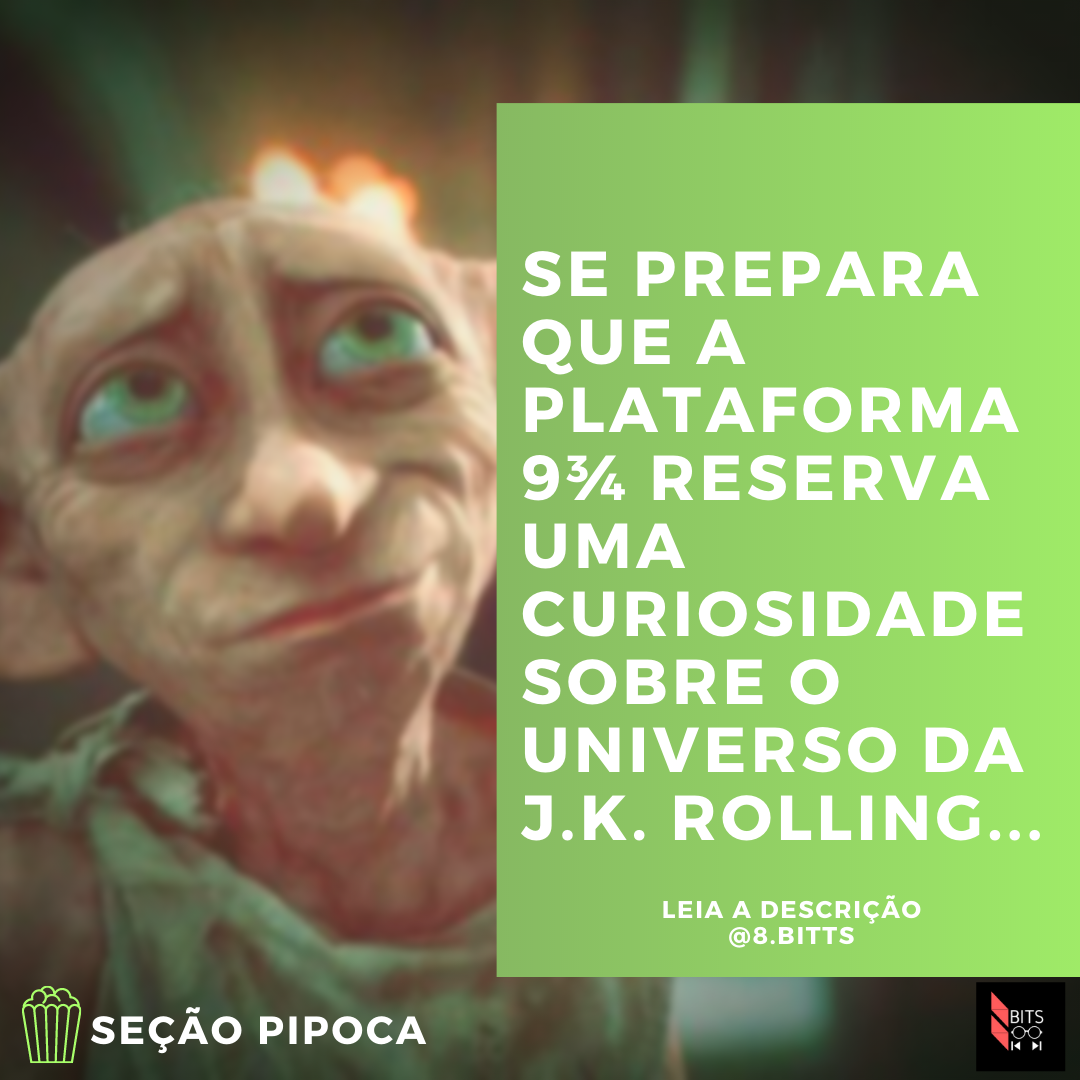 SE PREPARA
QUE A
PLATAFORMA
9¾ RESERVA
UMA
CURIOSIDADE
SOBRE O
UNIVERSO DA
J.K. ROLLING...
LEIA A DESCRIÇÃO
@8.BITTS
SEÇÃO PIPOCA
BITS